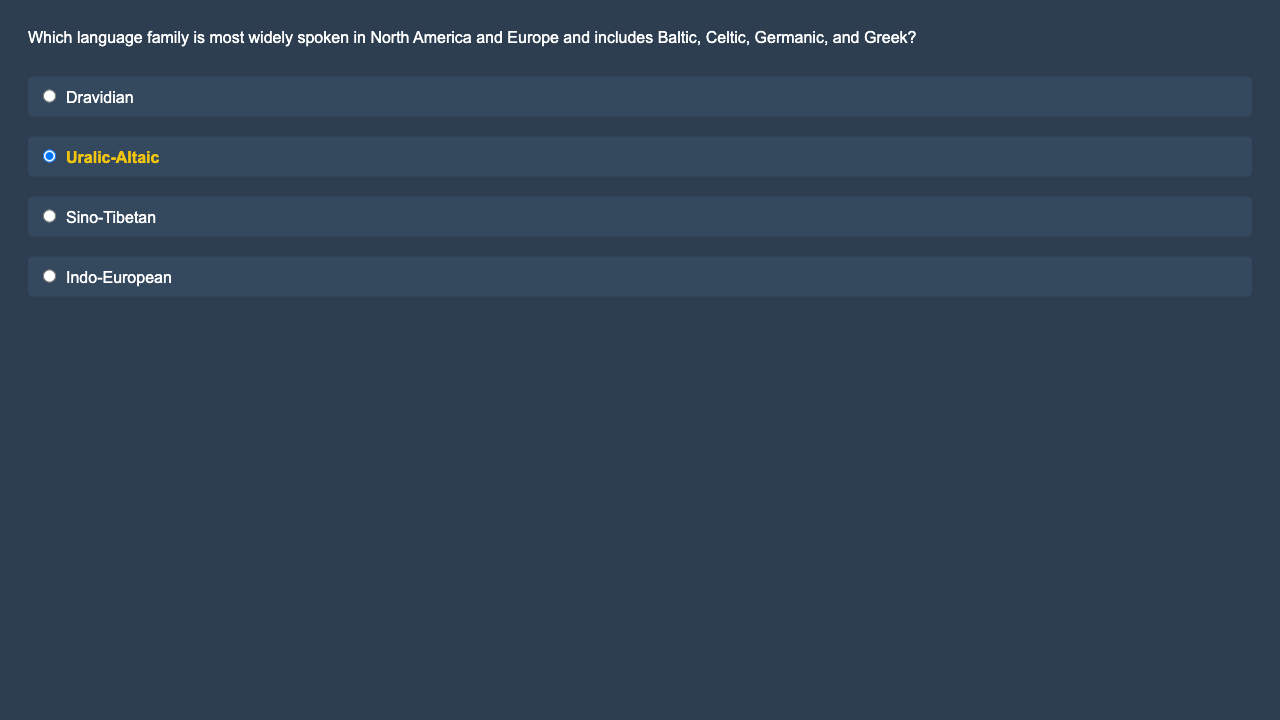 Which language family is most widely spoken in North America and Europe and includes Baltic, Celtic, Germanic, and Greek?
Dravidian
Uralic-Altaic
Sino-Tibetan
Indo-European